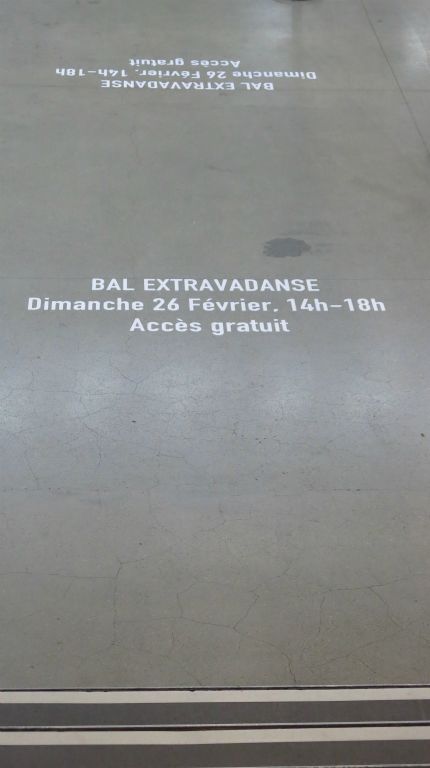 BAL EXTRAVADANSE
Dimanche 26 Février, 14h-18h
Accès gratuit
BAL EXTRAVADANSE
Dimanche 26 Février, 14h-18h
Accès gratuit